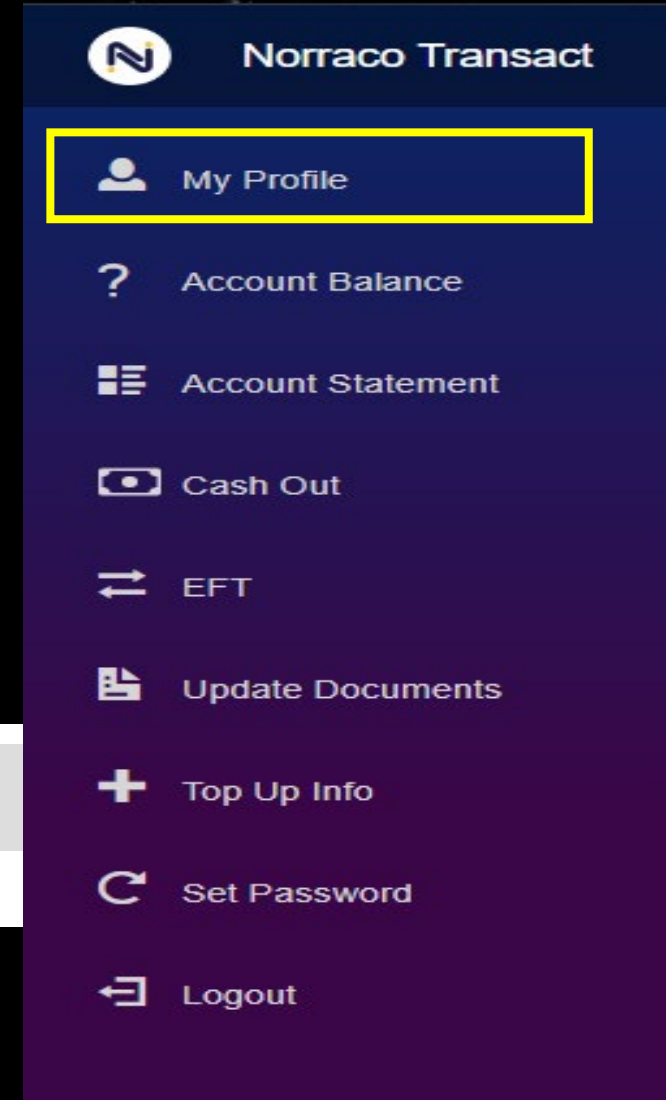 Norraco Transact
My Profile
Account Balance
Account Statement
Cash Out
EFT
Update Documents
Top Up Info
Set Password
Logout